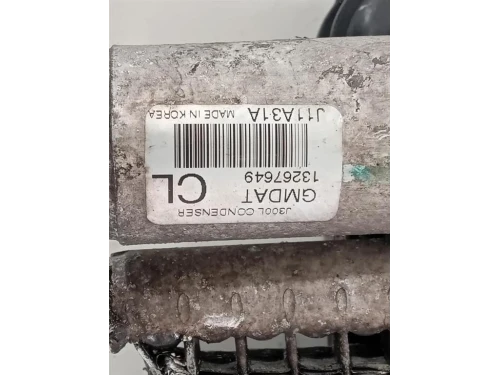 J300L CONDENSER
GMDAT
13267649
CL
J11A31A
MADE IN KOREA